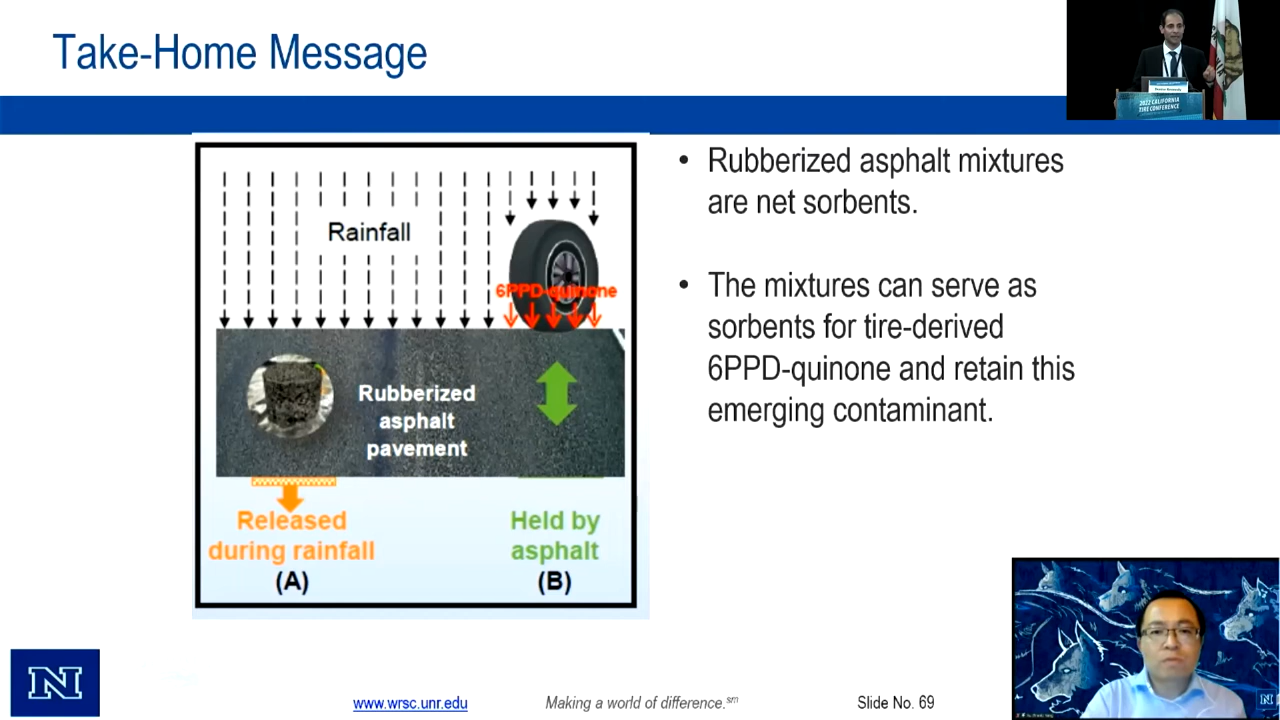 Take-Home Message
2022 CALIFORNIA
TIRE CONFERENCE
Rainfall
6PPD-quinone
Rubberized
asphalt
pavement
Released
during rainfall
(A)
Held by
asphalt
(B)
• Rubberized asphalt mixtures
are net sorbents.
• The mixtures can serve as
sorbents for tire-derived
6PPD-quinone and retain this
emerging contaminant.
N
www.wrsc.unr.edu
Making a world of difference.sm
Slide No. 69
N